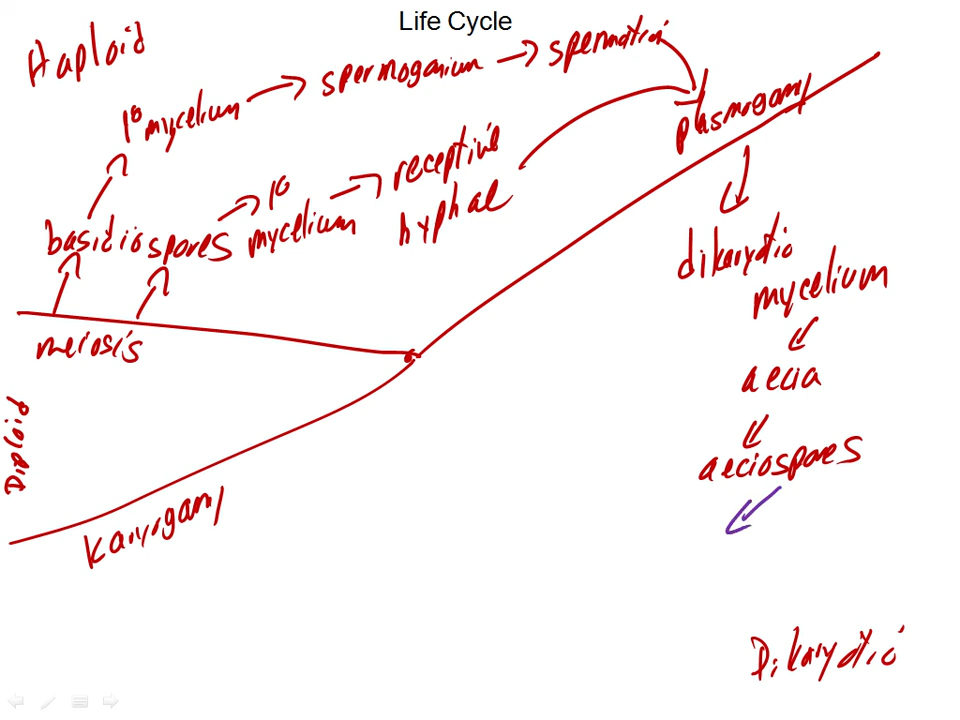 Life Cycle
Haploid
1° mycelium → spermogonium → spermatia
plasmogamy
basidiospores → 1° mycelium → receptive
hyphae
meiosis
Diploid
karyogamy
dikaryotic
mycelium
aecia
aeciospores
Dikaryotic